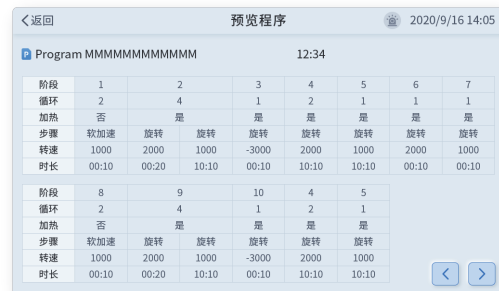 返回 预览程序 2020/9/16 14:05
P Program MMMMMMMMMMMM 12:34
阶段 1 2 3 4 5 6 7
循环 2 4 1 2 1 1 1
加热 否 是 是 是 是 是 是
步骤 软加速 旋转 旋转 旋转 旋转 旋转 旋转 旋转
转速 1000 2000 1000 -3000 2000 1000 2000 1000
时长 00:10 00:20 10:10 00:10 10:10 10:10 00:10 00:10
阶段 8 9 10 4 5
循环 2 4 1 2 1
加热 否 是 是 是 是
步骤 软加速 旋转 旋转 旋转 旋转 旋转
转速 1000 2000 1000 -3000 2000 1000
时长 00:10 00:20 10:10 00:10 10:10 10:10